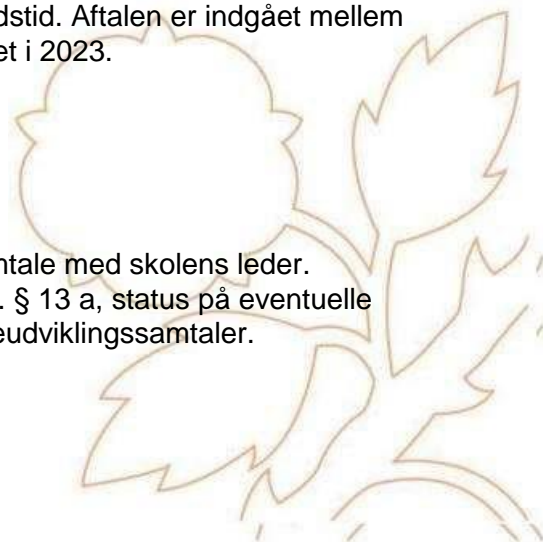 dstid. Aftalen er indgået mellem
et i 2023.
ntale med skolens leder.
. § 13 a, status på eventuelle
eudviklingssamtaler.